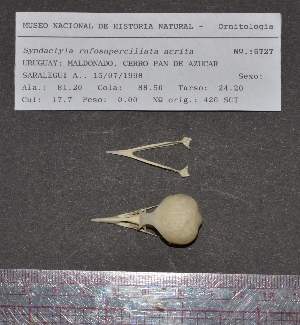 MUSEO NACIONAL DE HISTORIA NATURAL - Ornitologia
Syndactyla rufosuperciliata acrita Nº.:5727
URUGUAY: MALDONADO, CERRO PAN DE AZUCAR
SARALEGUI A., 15/07/1998 Sexo:
Ala.: 81.20 Cola: 88.50 Tarso: 24.20
Cul: 17.7 Peso: 0.00 Nº orig.: 420 SCT